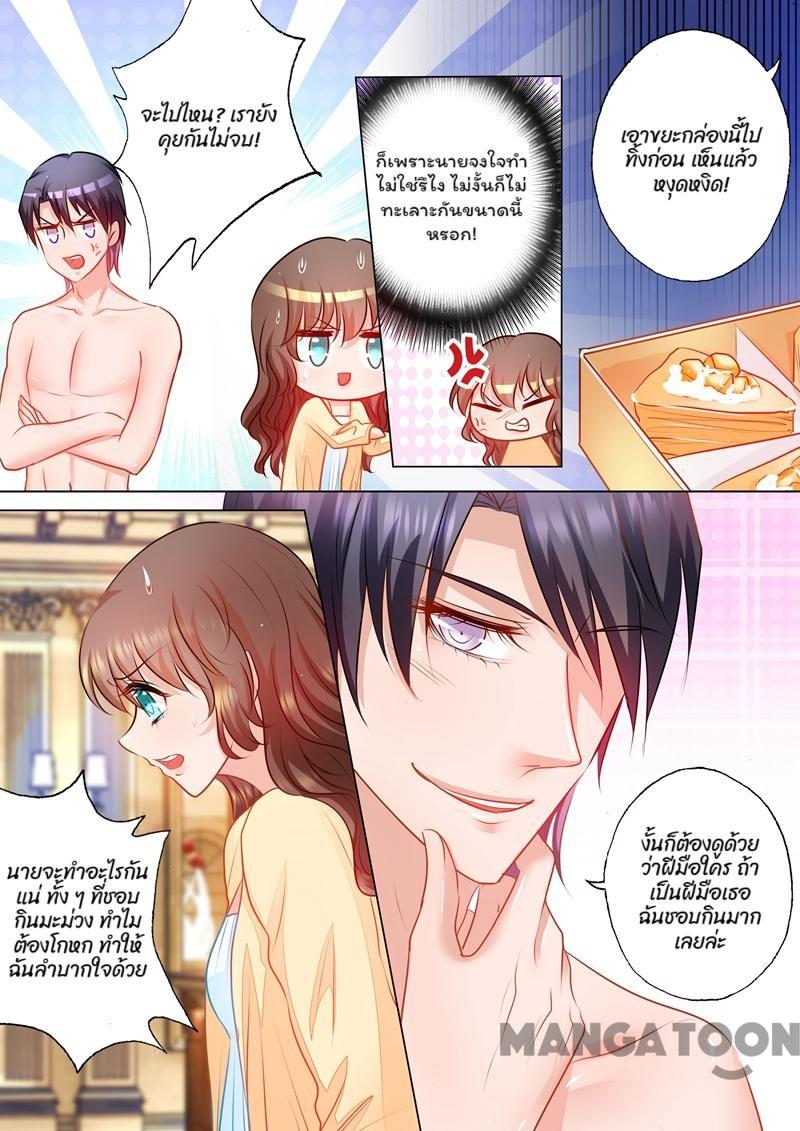 จะไปไหน? เรายัง
คุยกันไม่จบ!
ก็เพราะนายจงใจทำ
ไม่ใช่รึไง ไม่งั้นก็ไม่
ทะเลาะกันขนาดนี้
หรอก!
เอาขยะกล่องนี้ไป
ทิ้งก่อน เห็นแล้ว
หงุดหงิด!
นายจะทำอะไรกัน
แน่ ทั้ง ๆ ที่ชอบ
กินมะม่วง ทำไม
ต้องโกหก ทำให้
ฉันลำบากใจด้วย
งั้นก็ต้องดูด้วย
ว่าฝีมือใคร ถ้า
เป็นฝีมือเธอ
ฉันชอบกินมาก
เลยล่ะ
MANGATOON